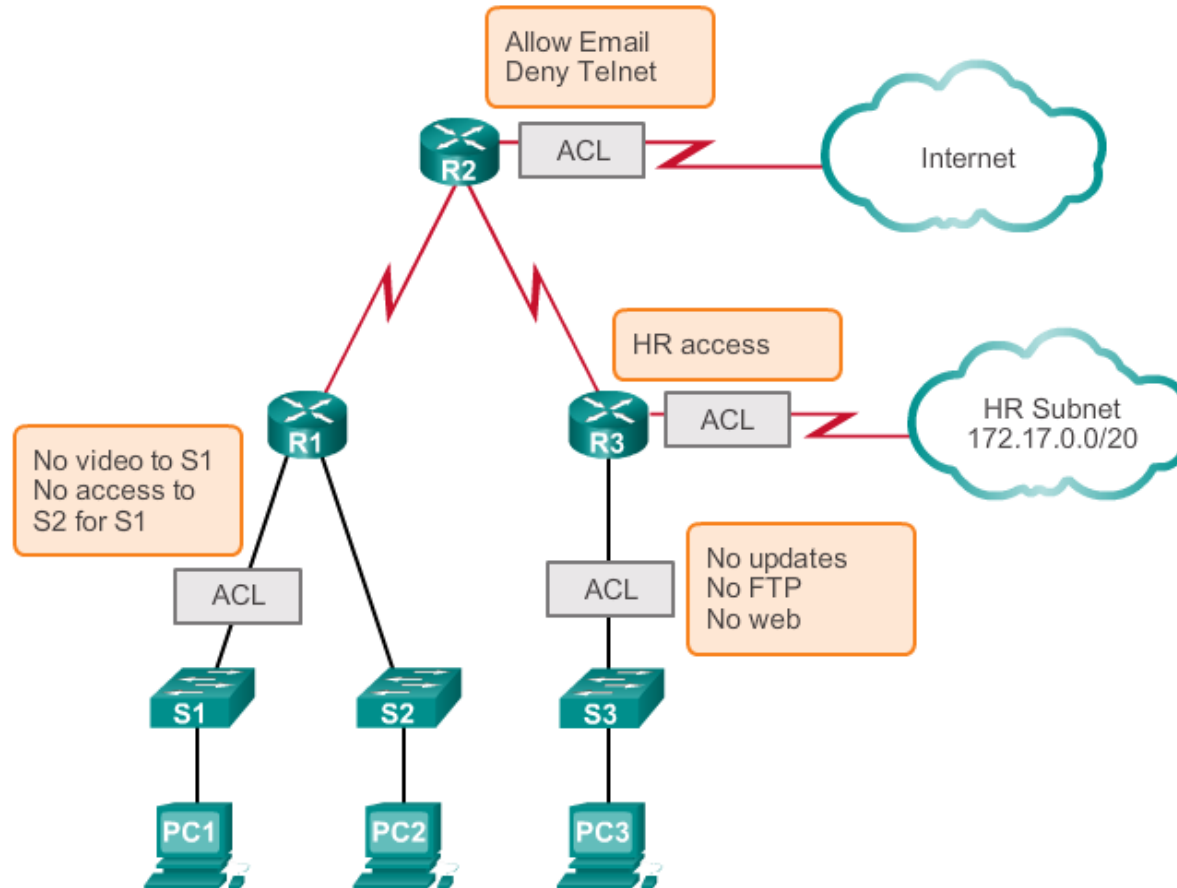 Allow Email
Deny Telnet
ACL
R2
Internet
HR access
ACL
R1
R3
HR Subnet
172.17.0.0/20
No video to S1
No access to
S2 for S1
ACL
ACL
No updates
No FTP
No web
S1
S2
S3
PC1
PC2
PC3